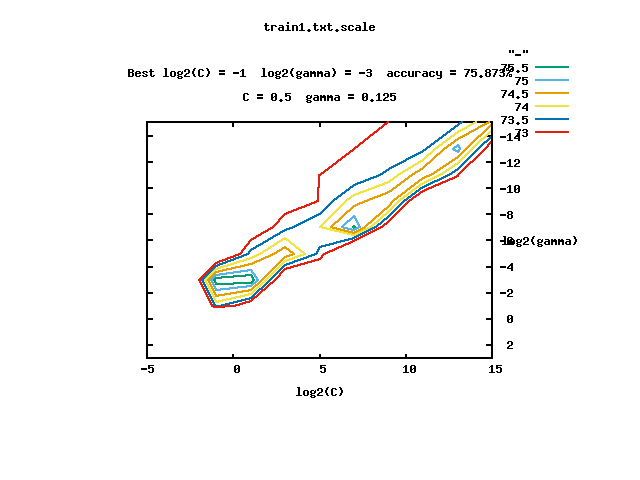 train1.txt.scale
"-"
Best log2(C) = -1  log2(gamma) = -3  accuracy = 75.873%
75.5
75
C = 0.5  gamma = 0.125
74.5
74
73.5
73
-14
-12
-10
-8
-6
log2(gamma)
-4
-2
0
2
-5 0 5 10 15
log2(C)